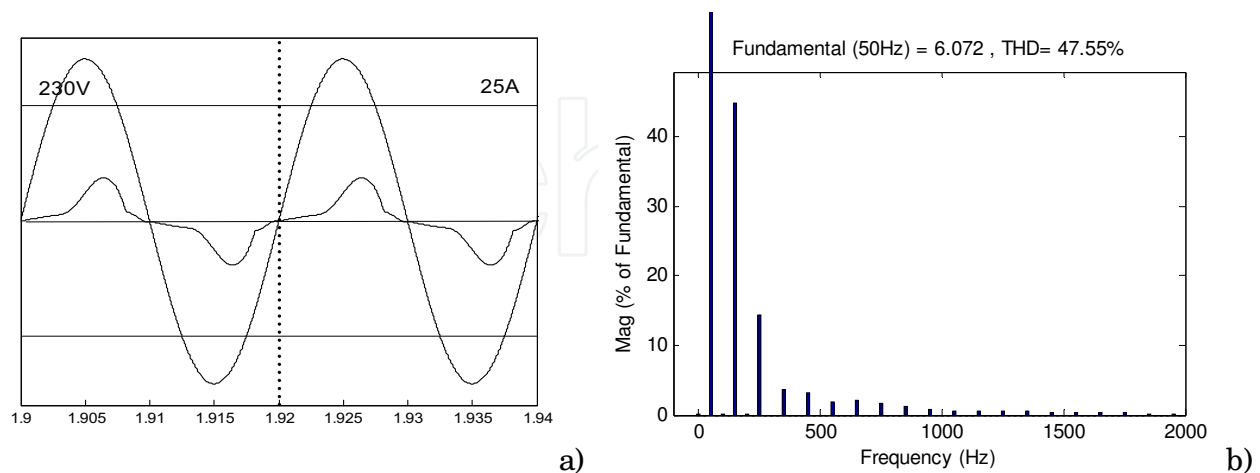 230V
25A
1.9 1.905 1.91 1.915 1.92 1.925 1.93 1.935 1.94
a)
Fundamental (50Hz) = 6.072 , THD= 47.55%
Mag (% of Fundamental)
40
30
20
10
0
0 500 1000 1500 2000
Frequency (Hz)
b)